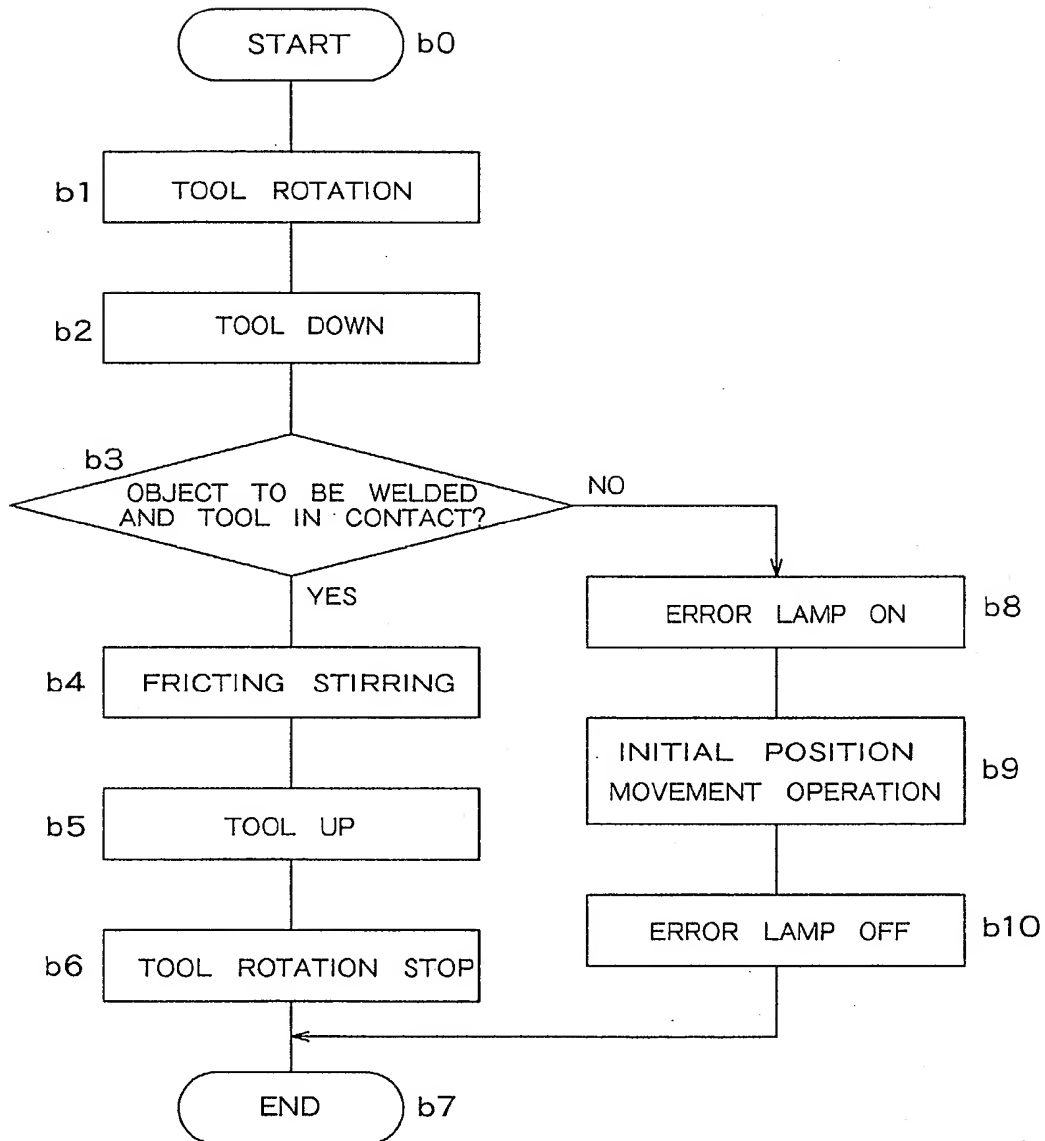 START b0
b1 TOOL ROTATION
b2 TOOL DOWN
b3
OBJECT TO BE WELDED
AND TOOL IN CONTACT?
NO
YES
b4 FRICTING STIRRING
b5 TOOL UP
b6 TOOL ROTATION STOP
ERROR LAMP ON b8
INITIAL POSITION
MOVEMENT OPERATION
b9
ERROR LAMP OFF b10
END b7